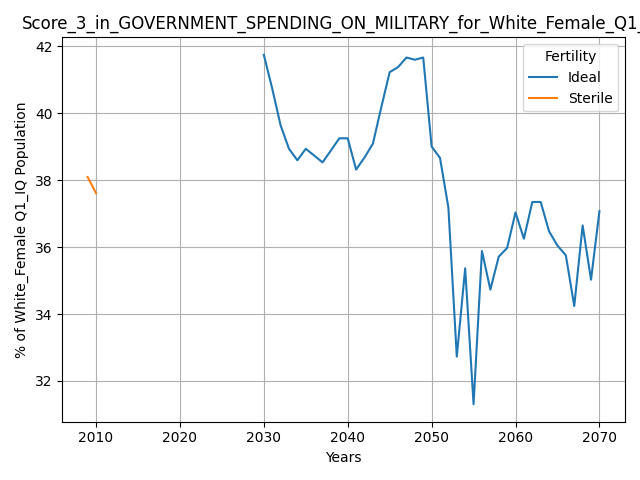 Score_3_in_GOVERNMENT_SPENDING_ON_MILITARY_for_White_Female_Q1_
Fertility
Ideal
Sterile
% of White_Female Q1_IQ Population
42
40
38
36
34
32
2010 2020 2030 2040 2050 2060 2070
Years